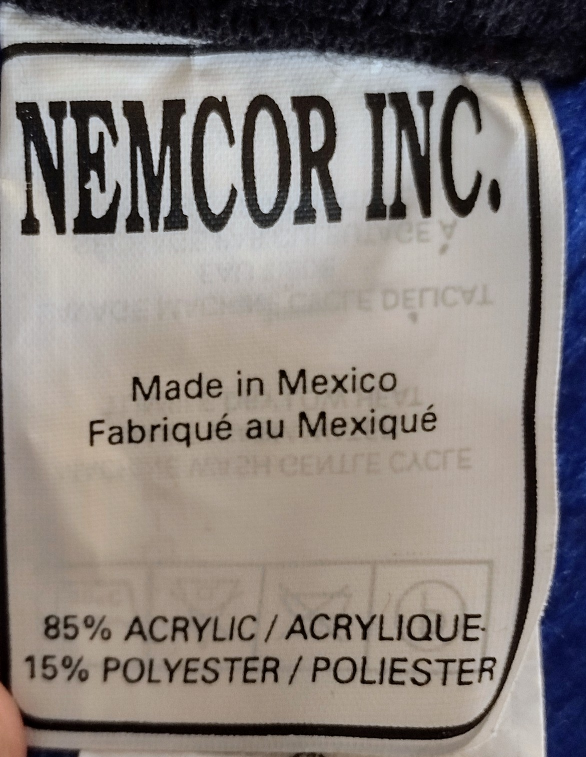 NEMCOR INC.
Made in Mexico
Fabriqué au Mexiqué
85% ACRYLIC / ACRYLIQUE
15% POLYESTER / POLIESTER